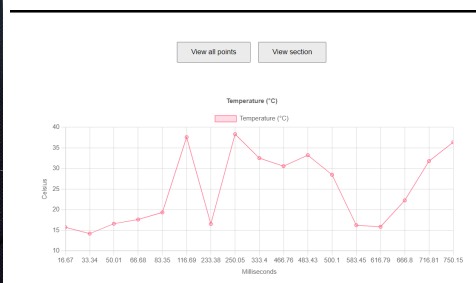 View all points View section
Temperature (°C)
Temperature (°C)
40
35
30
25
20
15
10
Celsius
16.67 33.34 50.01 66.68 83.35 116.69 233.38 250.05 333.4 466.76 483.43 500.1 583.45 616.79 666.8 716.81 750.15
Milliseconds